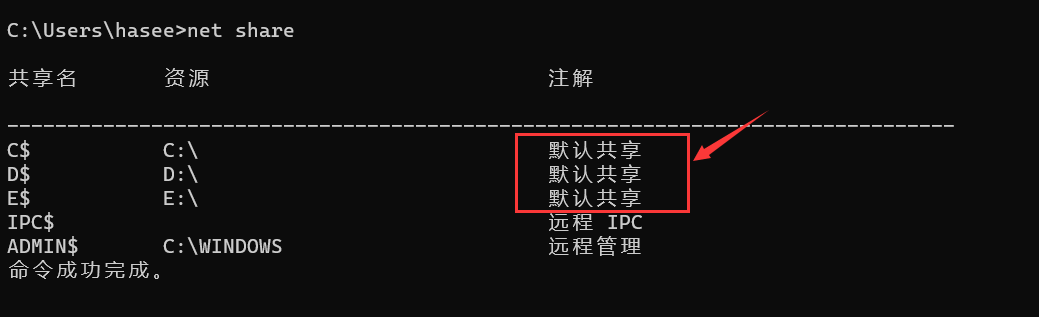 C:\Users\hasee>net share
共享名 资源 注解
-------------------------------------------------------------------------------
C$ C:\ 默认共享
D$ D:\ 默认共享
E$ E:\ 默认共享
IPC$ 远程 IPC
ADMIN$ C:\WINDOWS 远程管理
命令成功完成。